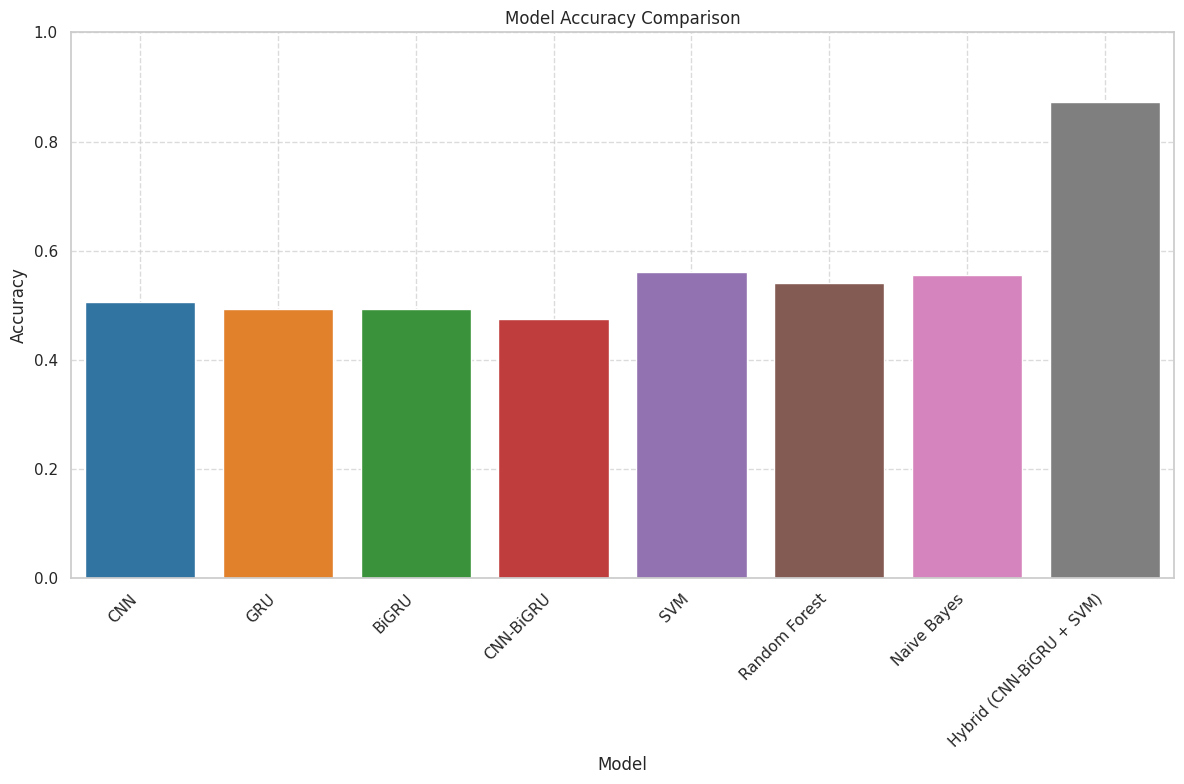 Model Accuracy Comparison
1.0
0.8
0.6
0.4
0.2
0.0
Accuracy
CNN
GRU
BiGRU
CNN-BiGRU
SVM
Random Forest
Naive Bayes
Hybrid (CNN-BiGRU + SVM)
Model